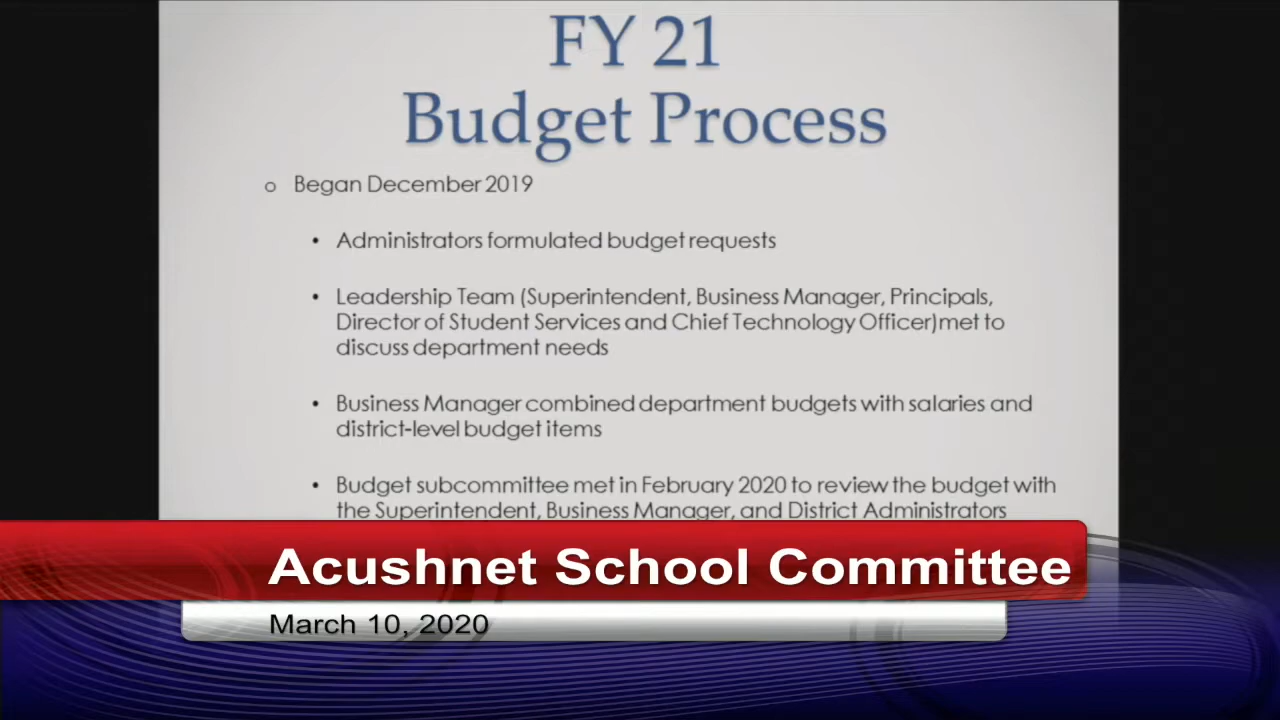 FY 21
Budget Process
o Began December 2019
• Administrators formulated budget requests
• Leadership Team (Superintendent, Business Manager, Principals,
Director of Student Services and Chief Technology Officer)met to
discuss department needs
• Business Manager combined department budgets with salaries and
district-level budget items
• Budget subcommittee met in February 2020 to review the budget with
the Superintendent, Business Manager, and District Administrators
Acushnet School Committee
March 10, 2020